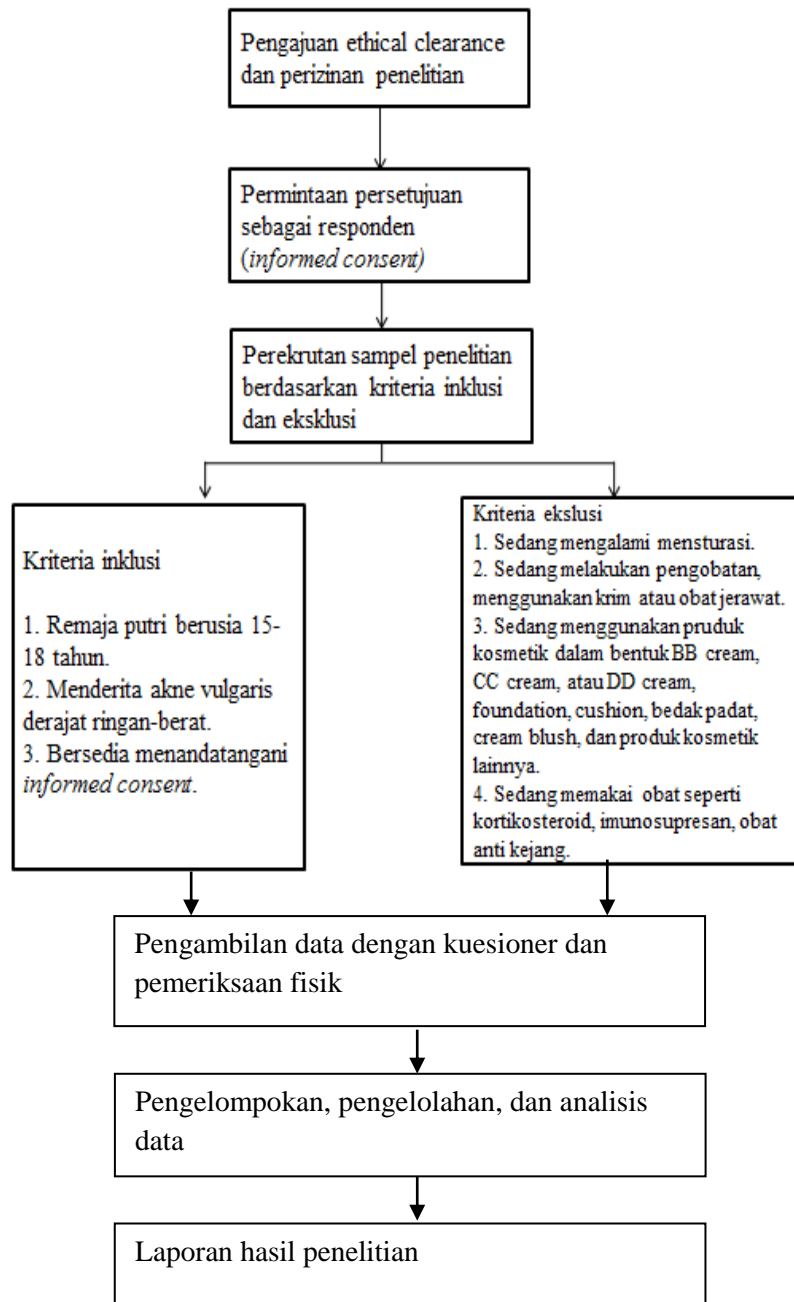 Pengajuan ethical clearance
dan perizinan penelitian
Permintaan persetujuan
sebagai responden
(informed consent)
Perekrutan sampel penelitian
berdasarkan kriteria inklusi
dan eksklusi
Kriteria inklusi
1. Remaja putri berusia 15-
18 tahun.
2. Menderita akne vulgaris
derajat ringan-berat.
3. Bersedia menandatangani
informed consent.
Kriteria ekslusi
1. Sedang mengalami mensturasi.
2. Sedang melakukan pengobatan,
menggunakan krim atau obat jerawat.
3. Sedang menggunakan pruduk
kosmetik dalam bentuk BB cream,
CC cream, atau DD cream,
foundation, cushion, bedak padat,
cream blush, dan produk kosmetik
lainnya.
4. Sedang memakai obat seperti
kortikosteroid, imunosupresan, obat
anti kejang.
Pengambilan data dengan kuesioner dan
pemeriksaan fisik
Pengelompokan, pengelolahan, dan analisis
data
Laporan hasil penelitian